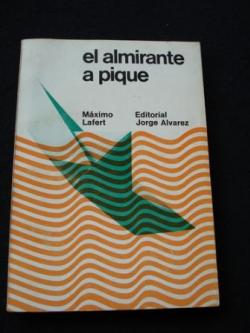 el almirante
a pique
Máximo
Lafert
Editorial
Jorge Alvarez